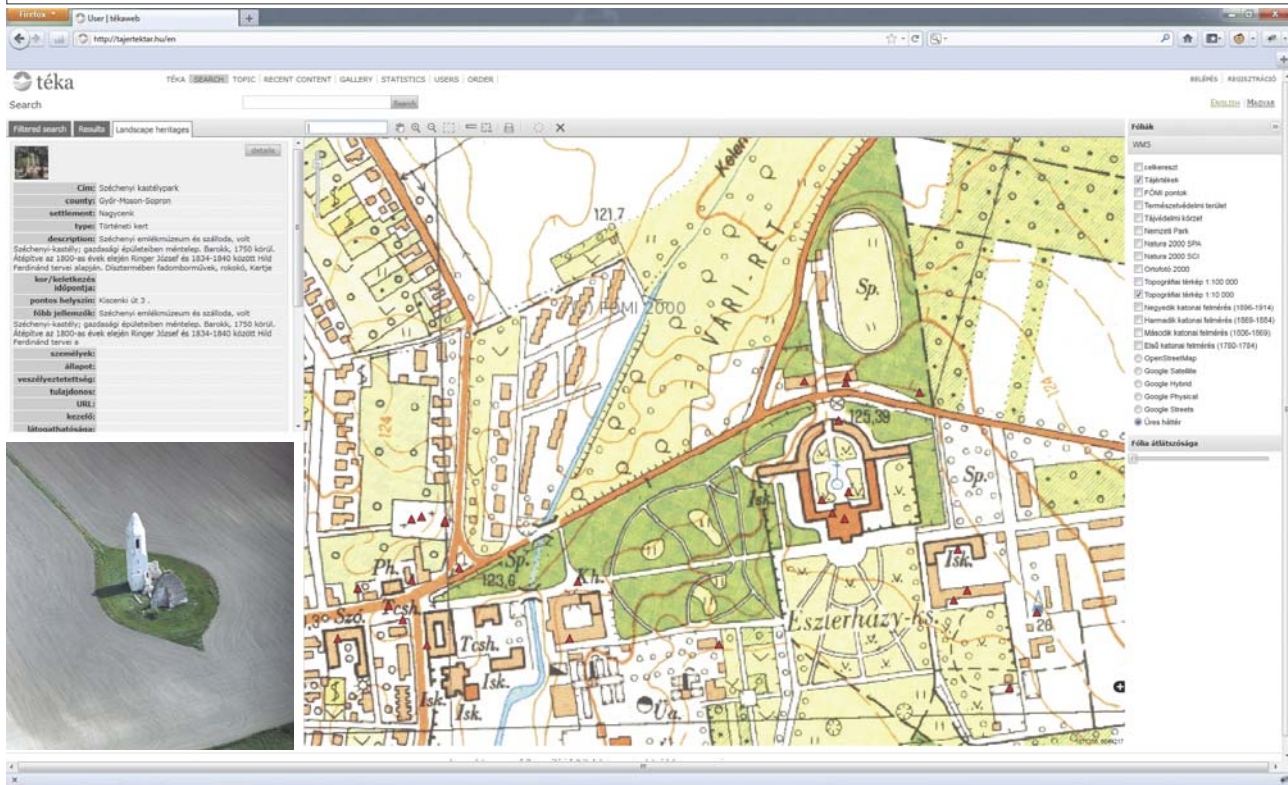 Firefox
User | tékaweb
http://tajertektar.hu/en
téka
TÉKA SEARCH TOPIC RECENT CONTENT GALLERY STATISTICS USERS ORDER
BELÉPÉS REGISZTRÁCIÓ
Search
Search
ENGLISH MAGYAR
Filtered search Results Landscape heritages
details
Cím: Széchenyi kastélypark
county: Győr-Moson-Sopron
settlement: Nagycenk
type: Történeti kert
description: Széchenyi emlékmúzeum és szálloda, volt
Széchenyi-kastély; gazdasági épületeiben méntelep. Barokk, 1750 körül.
Átépítve az 1800-as évek elején Ringer József és 1834-1840 között Hild
Ferdinánd tervei alapján. Dísztermében fadomborművek, rokokó, Kertje
kor/keletkezés
időpontja:
pontos helyszín: Kiscenki út 3 .
főbb jellemzők: Széchenyi emlékmúzeum és szálloda, volt
Széchenyi-kastély; gazdasági épületeiben méntelep. Barokk, 1750 körül.
Átépítve az 1800-as évek elején Ringer József és 1834-1840 között Hild
Ferdinánd tervei a
személyek:
állapot:
veszélyeztetettség:
tulajdonos:
URL:
kezelő:
látogathatósága:
Kelem
121.7
FÖMI 2000
VÁRI RÉT
Sp.
124
124
125,39
Isk.
Sp.
Sp.
123,6
Ph.
Kh.
Isk.
Szó.
Tcsh.
Eszterházy-ks.
26
Tcsh.
Isk.
Isk.
Isk.
Üa.
Fóliák
WMS
celkereszt
Tájértékek
FÖMI pontok
Természetvédelmi terület
Tájvédelmi körzet
Nemzeti Park
Natura 2000 SPA
Natura 2000 SCI
Ortofotó 2000
Topográfiai térkép 1:100 000
Topográfiai térkép 1:10 000
Negyedik katonai felmérés (1896-1914)
Harmadik katonai felmérés (1869-1884)
Második katonai felmérés (1806-1869)
Első katonai felmérés (1780-1784)
OpenStreetMap
Google Satellite
Google Hybrid
Google Physical
Google Streets
Üres háttér
Fólia átlátszósága